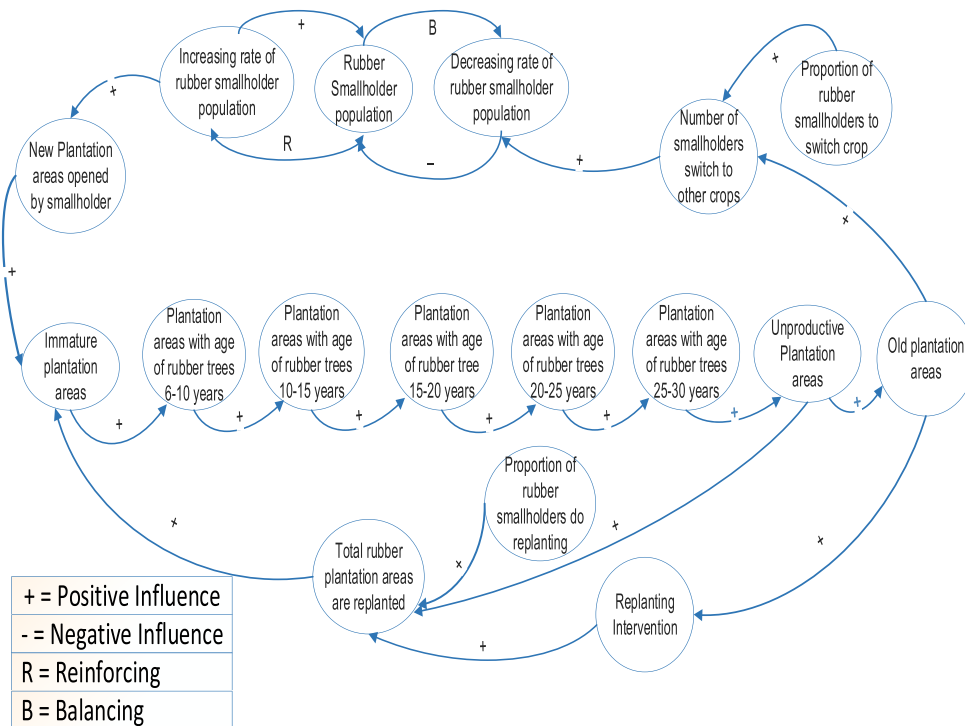 +
B
Increasing rate of
rubber smallholder
population
Rubber
Smallholder
population
Decreasing rate of
rubber smallholder
population
+
Proportion of
rubber
smallholders to
switch crop
+
R
-
+
Number of
smallholders
switch to
other crops
New Plantation
areas opened
by smallholder
+
+
Immature
plantation
areas
Plantation
areas with age
of rubber trees
6-10 years
Plantation
areas with age
of rubber trees
10-15 years
Plantation
areas with age
of rubber trees
15-20 years
Plantation
areas with age
of rubber trees
20-25 years
Plantation
areas with age
of rubber trees
25-30 years
Unproductive
Plantation
areas
Old plantation
areas
+
+
+
+
+
+
+
Proportion of
rubber
smallholders do
replanting
+
+
+
+
Total rubber
plantation areas
are replanted
Replanting
Intervention
+
+ = Positive Influence
- = Negative Influence
R = Reinforcing
B = Balancing